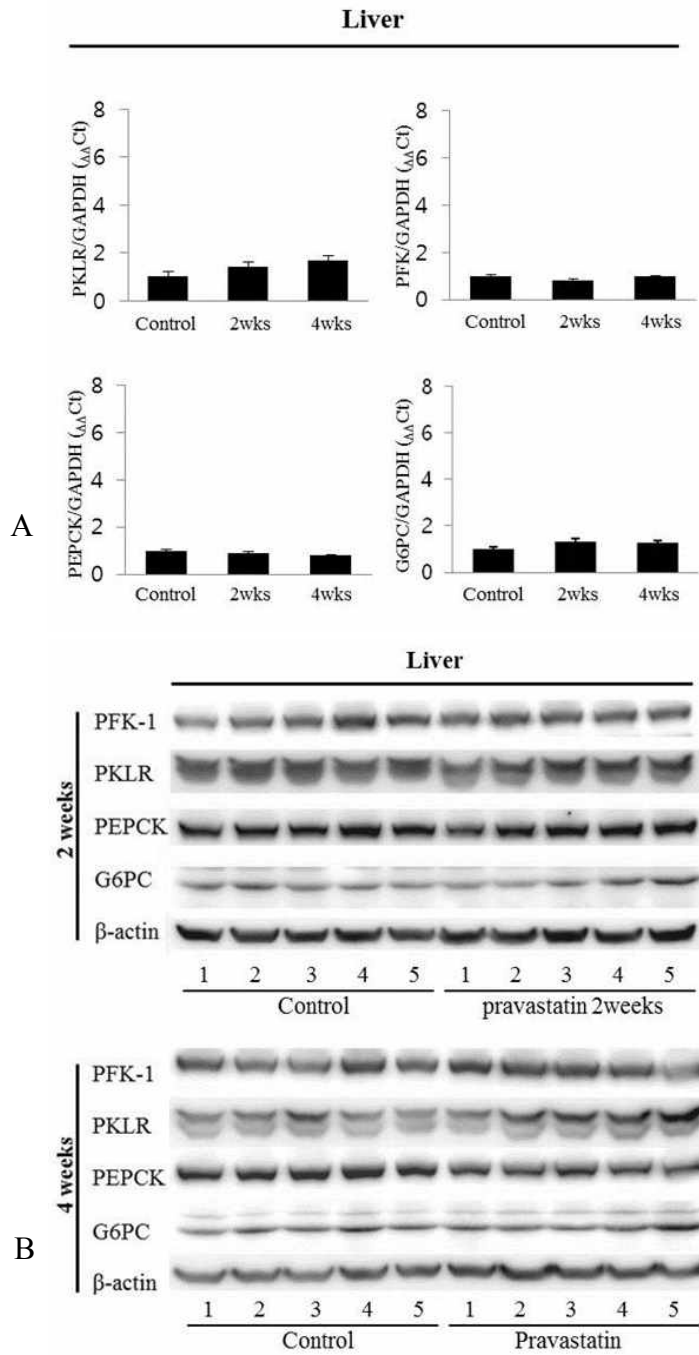 Liver
PKLR/GAPDH (ΔΔCt)
8
6
4
2
0
Control 2wks 4wks
PFK/GAPDH (ΔΔCt)
8
6
4
2
0
Control 2wks 4wks
A
PEPCK/GAPDH (ΔΔCt)
8
6
4
2
0
Control 2wks 4wks
G6PC/GAPDH (ΔΔCt)
8
6
4
2
0
Control 2wks 4wks
Liver
2 weeks
PFK-1
PKLR
PEPCK
G6PC
β-actin
1 2 3 4 5 1 2 3 4 5
Control pravastatin 2weeks
B
4 weeks
PFK-1
PKLR
PEPCK
G6PC
β-actin
1 2 3 4 5 1 2 3 4 5
Control Pravastatin